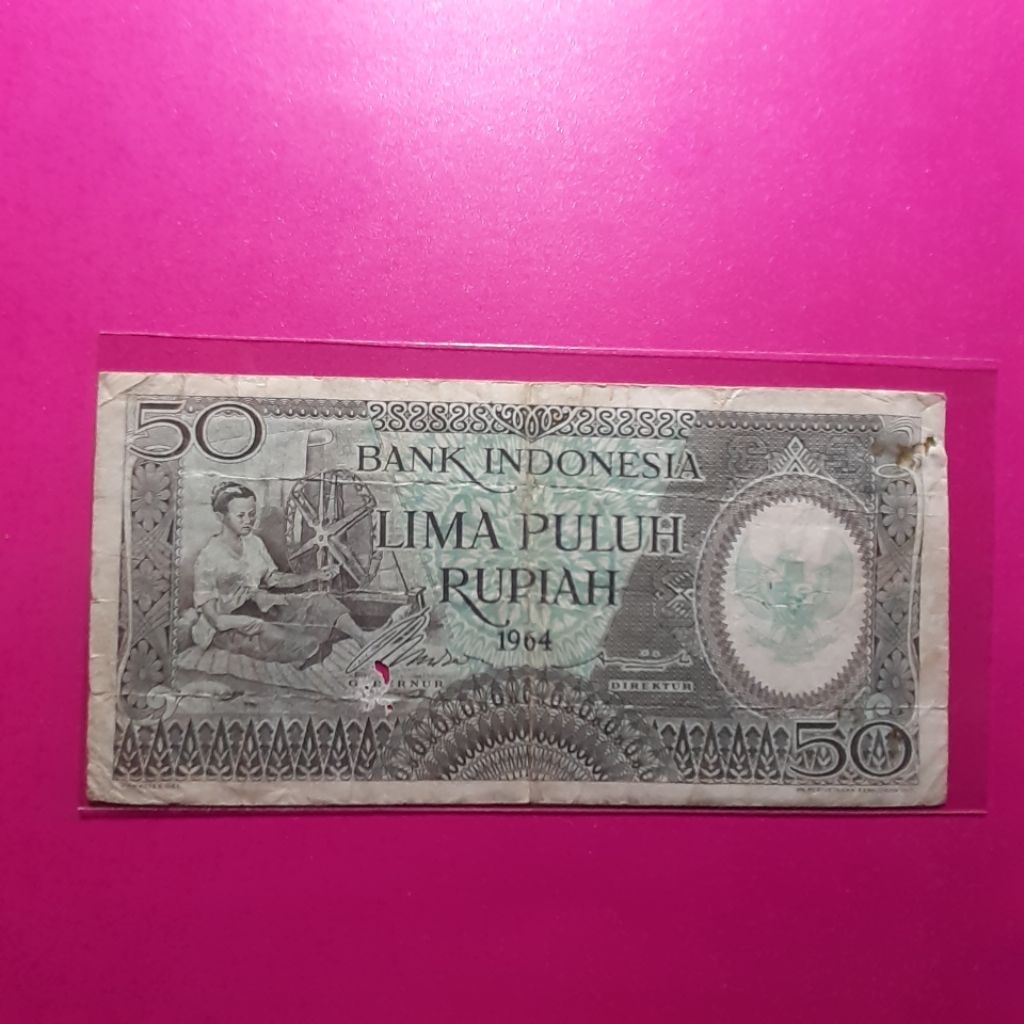 50
BANK INDONESIA
LIMA PULUH
RUPIAH
1964
DIREKTUR
50